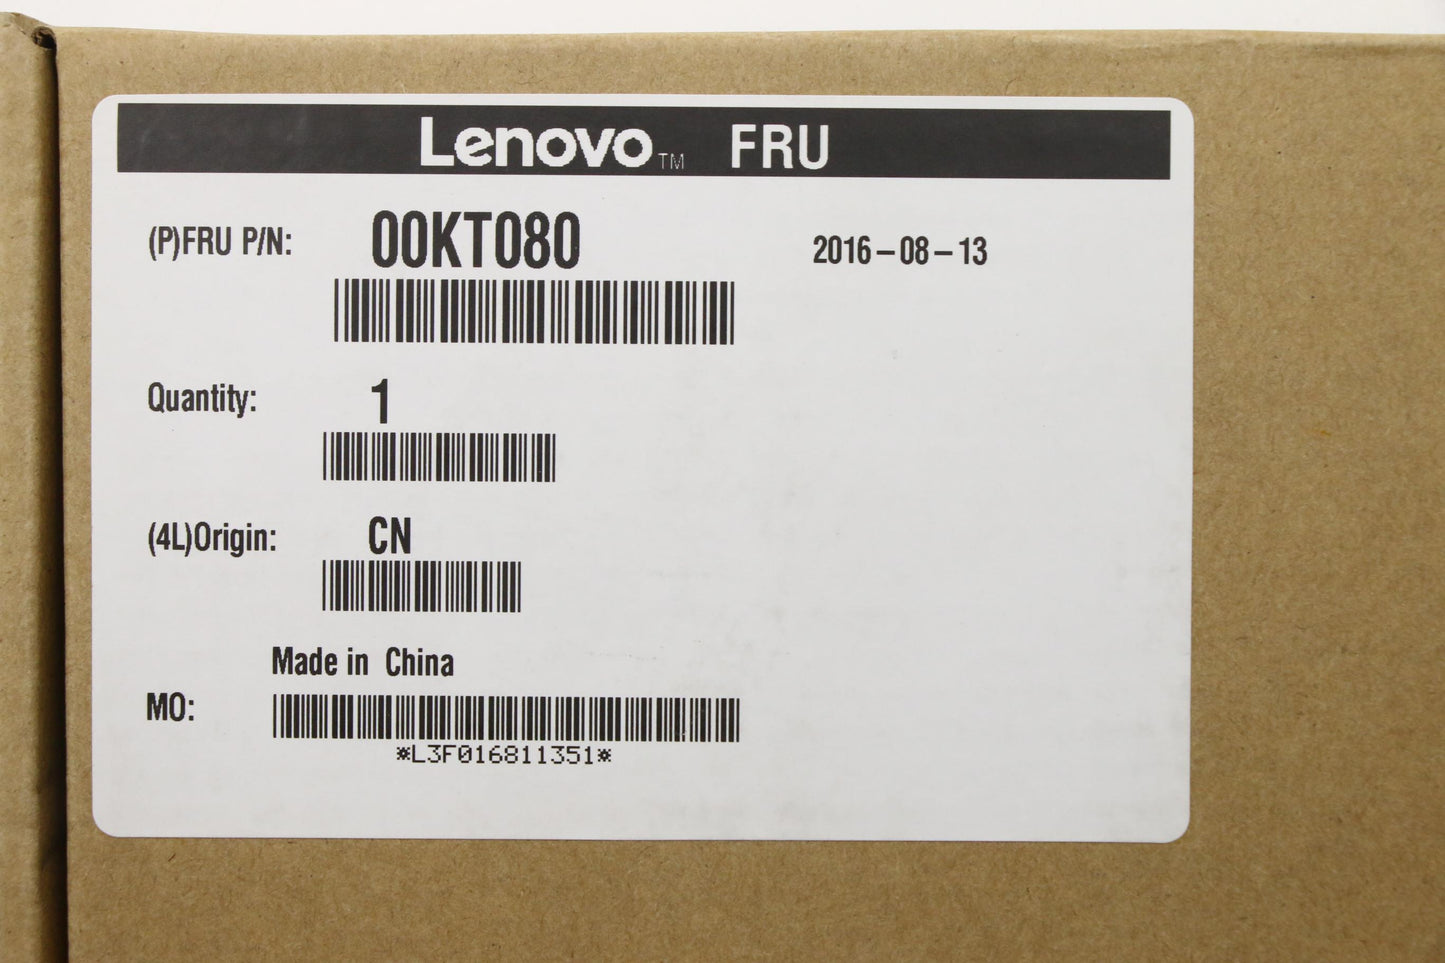 Lenovo™ FRU
(P)FRU P/N: 00KT080 2016-08-13
Quantity: 1
(4L)Origin: CN
Made in China
MO:
*L3F016811351*